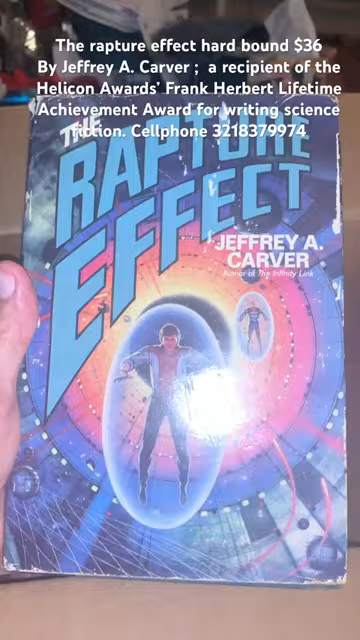 The rapture effect hard bound $36
By Jeffrey A. Carver ; a recipient of the
Helicon Awards' Frank Herbert Lifetime
Achievement Award for writing science
fiction. Cellphone 3218379974
THE
RAPTURE
EFFECT
JEFFREY A.
CARVER
Author of The Infinity Link